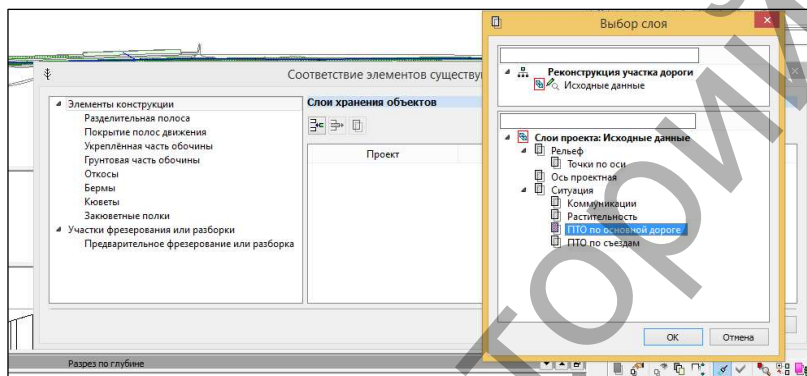 Выбор слоя
Реконструкция участка дороги
Исходные данные
Слои проекта: Исходные данные
Рельеф
Точки по оси
Ось проектная
Ситуация
Коммуникации
Растительность
ПТО по основной дороге
ПТО по съездам
ОК
Отмена
Соответствие элементов существу
Элементы конструкции
Разделительная полоса
Покрытие полос движения
Укреплённая часть обочины
Грунтовая часть обочины
Откосы
Бермы
Кюветы
Закюветные полки
Участки фрезерования или разборки
Предварительное фрезерование или разборка
Слои хранения объектов
Проект
Разрез по глубине